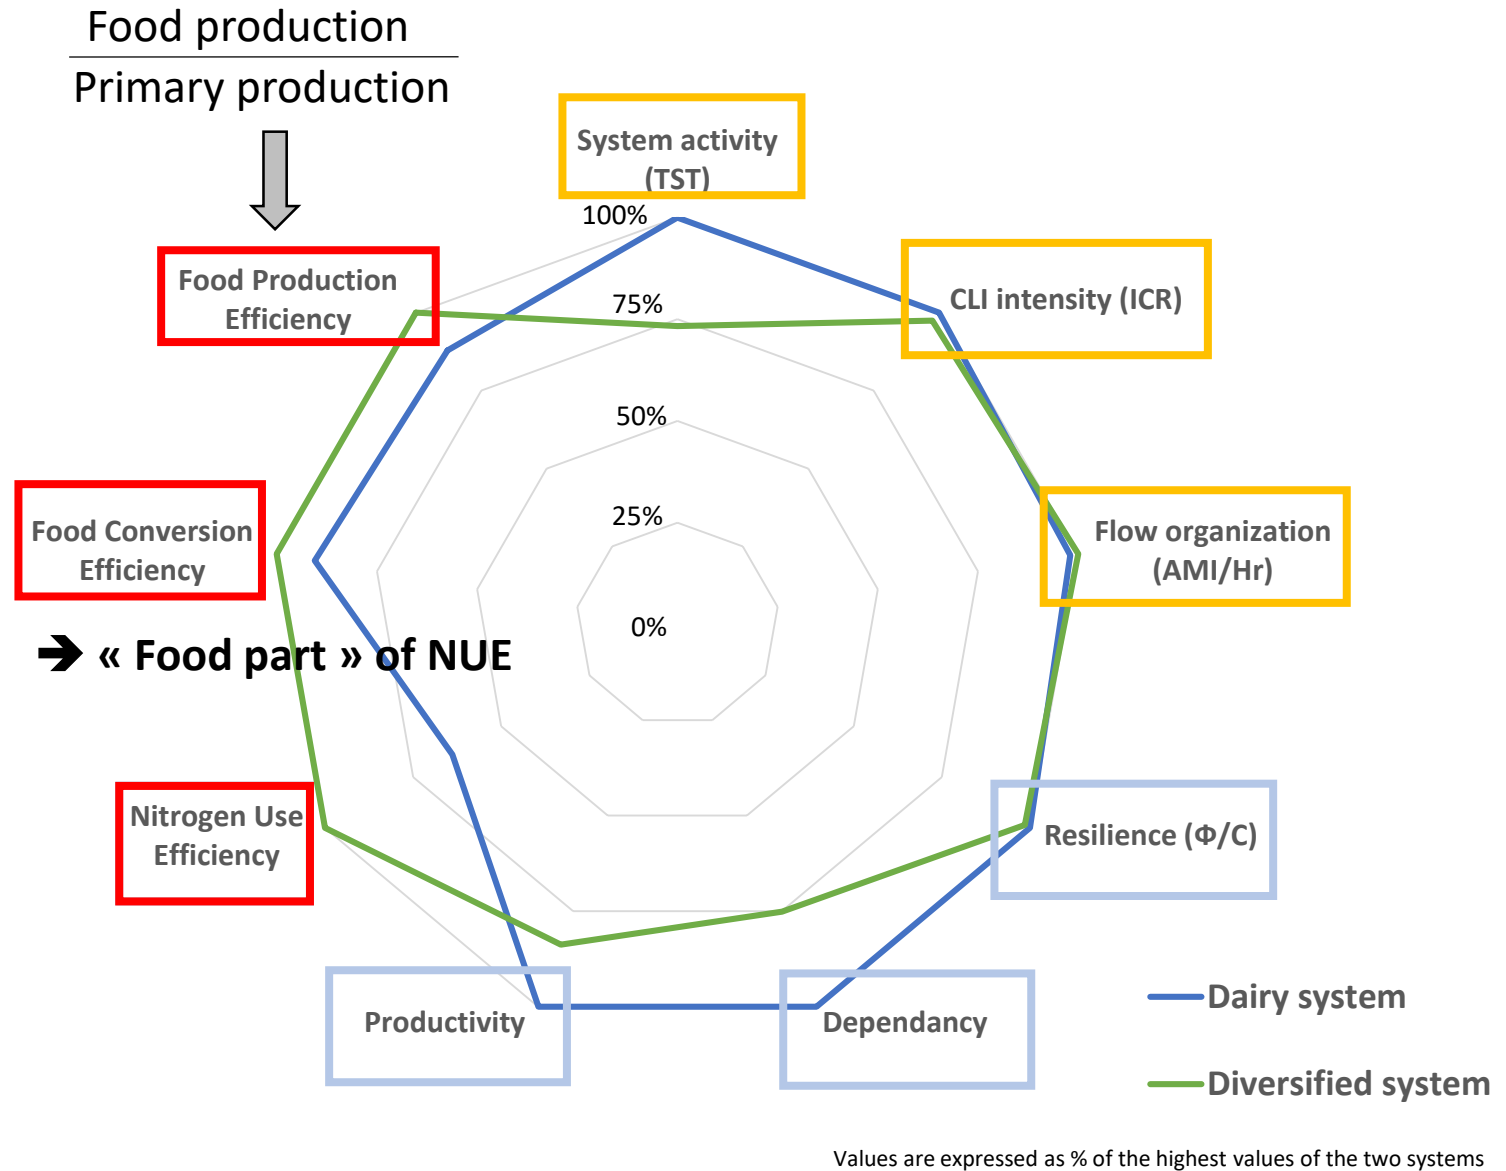 Food production
Primary production
System activity
(TST)
100%
75%
50%
25%
0%
CLI intensity (ICR)
Flow organization
(AMI/Hr)
Resilience (Φ/C)
Dependancy
Productivity
Nitrogen Use
Efficiency
➔ « Food part » of NUE
Food Conversion
Efficiency
Food Production
Efficiency
Dairy system
Diversified system
Values are expressed as % of the highest values of the two systems